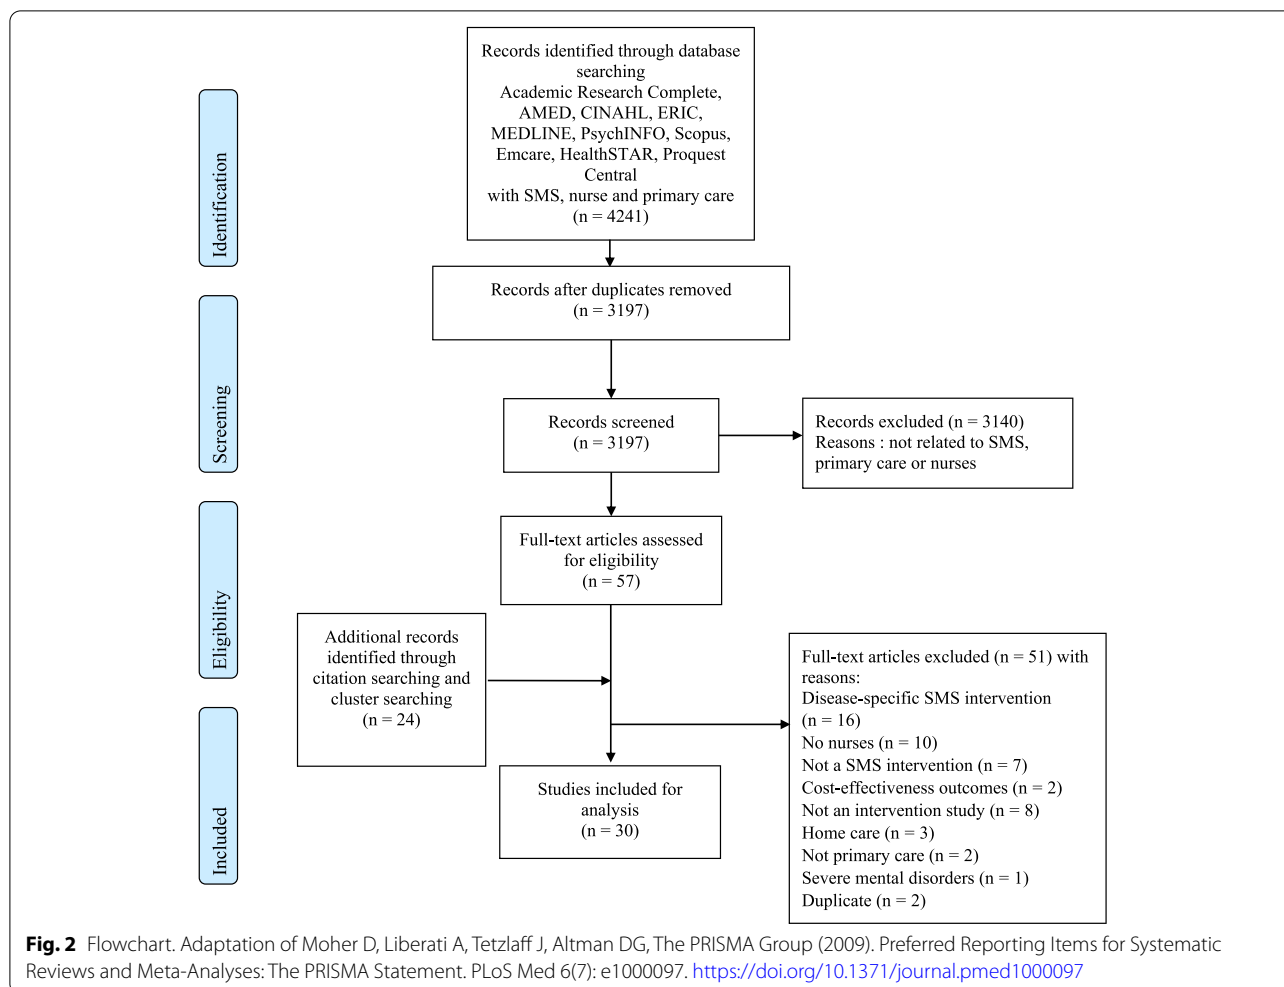 Records identified through database
searching
Academic Research Complete,
AMED, CINAHL, ERIC,
MEDLINE, PsychINFO, Scopus,
Emcare, HealthSTAR, Proquest
Central
with SMS, nurse and primary care
(n = 4241)
Identification
Records after duplicates removed
(n = 3197)
Screening
Records screened
(n = 3197)
Records excluded (n = 3140)
Reasons : not related to SMS,
primary care or nurses
Full-text articles assessed
for eligibility
(n = 57)
Eligibility
Additional records
identified through
citation searching and
cluster searching
(n = 24)
Full-text articles excluded (n = 51) with
reasons:
Disease-specific SMS intervention
(n = 16)
No nurses (n = 10)
Not a SMS intervention (n = 7)
Cost-effectiveness outcomes (n = 2)
Not an intervention study (n = 8)
Home care (n = 3)
Not primary care (n = 2)
Severe mental disorders (n = 1)
Duplicate (n = 2)
Included
Studies included for
analysis
(n = 30)
Fig. 2 Flowchart. Adaptation of Moher D, Liberati A, Tetzlaff J, Altman DG, The PRISMA Group (2009). Preferred Reporting Items for Systematic
Reviews and Meta-Analyses: The PRISMA Statement. PLoS Med 6(7): e1000097. https://doi.org/10.1371/journal.pmed1000097